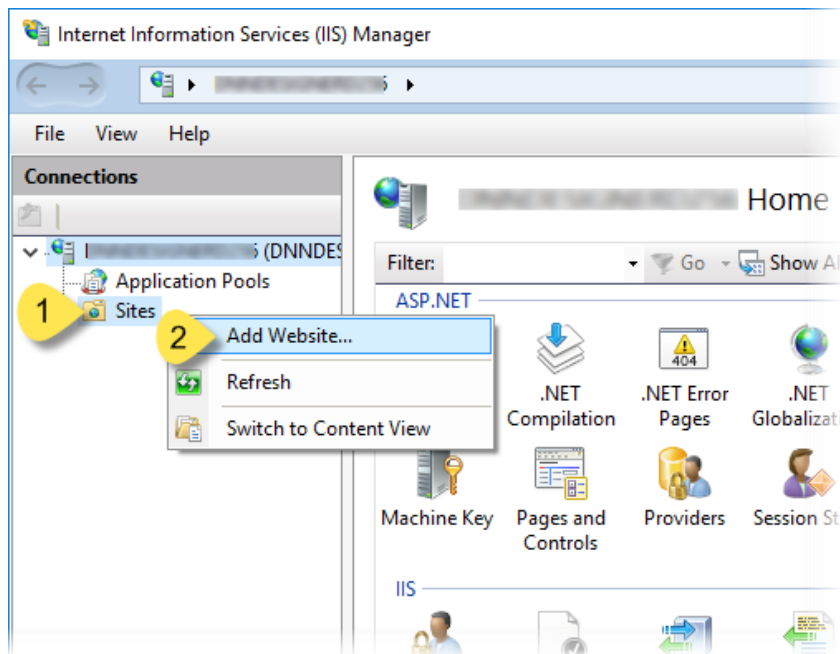 Internet Information Services (IIS) Manager
File View Help
Connections
Home
(DNNDES
Filter: Go Show Al
Application Pools
ASP.NET
1 Sites
2 Add Website...
Refresh
Switch to Content View
.NET Compilation
.NET Error Pages
404
.NET Globalizat
Machine Key
Pages and Controls
Providers
Session St
IIS